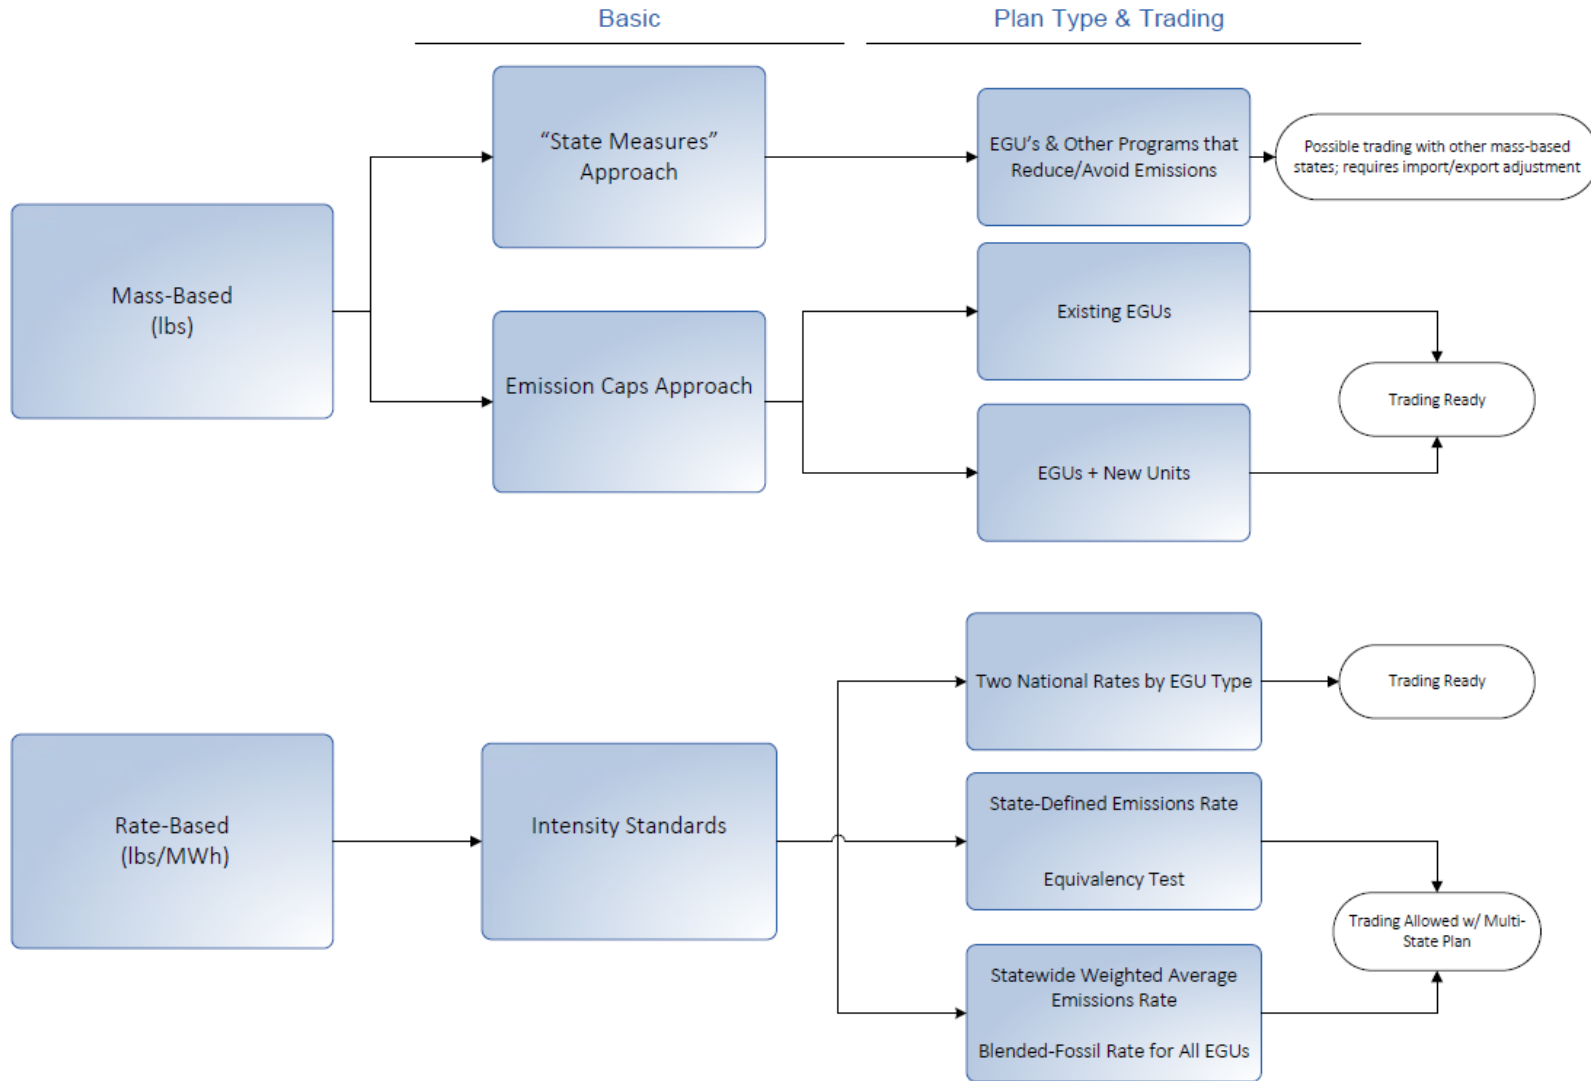 Basic
Plan Type & Trading
“State Measures”
Approach
EGU’s & Other Programs that
Reduce/Avoid Emissions
Possible trading with other mass-based
states; requires import/export adjustment
Mass-Based
(lbs)
Existing EGUs
Emission Caps Approach
Trading Ready
EGUs + New Units
Two National Rates by EGU Type
Trading Ready
Rate-Based
(lbs/MWh)
Intensity Standards
State-Defined Emissions Rate
Equivalency Test
Trading Allowed w/ Multi-
State Plan
Statewide Weighted Average
Emissions Rate
Blended-Fossil Rate for All EGUs